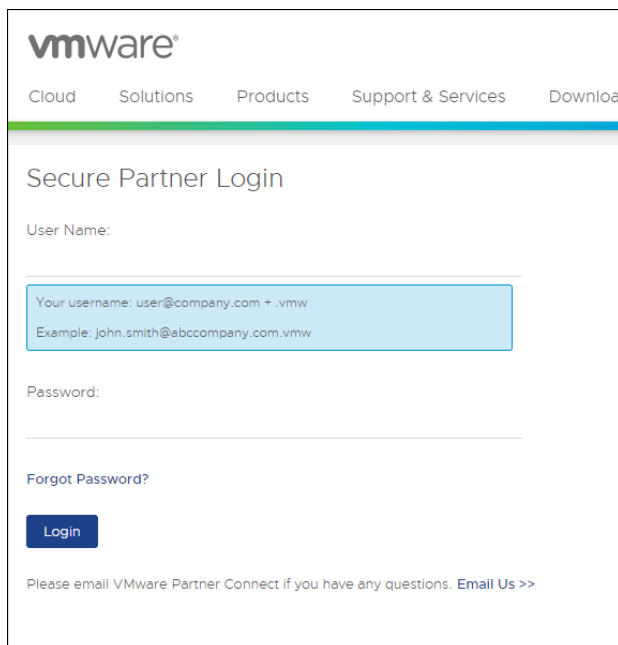 vmware®
Cloud Solutions Products Support & Services Downloa
Secure Partner Login
User Name:
Your username: user@company.com + .vmw
Example: john.smith@abccompany.com.vmw
Password:
Forgot Password?
Login
Please email VMware Partner Connect if you have any questions. Email Us >>